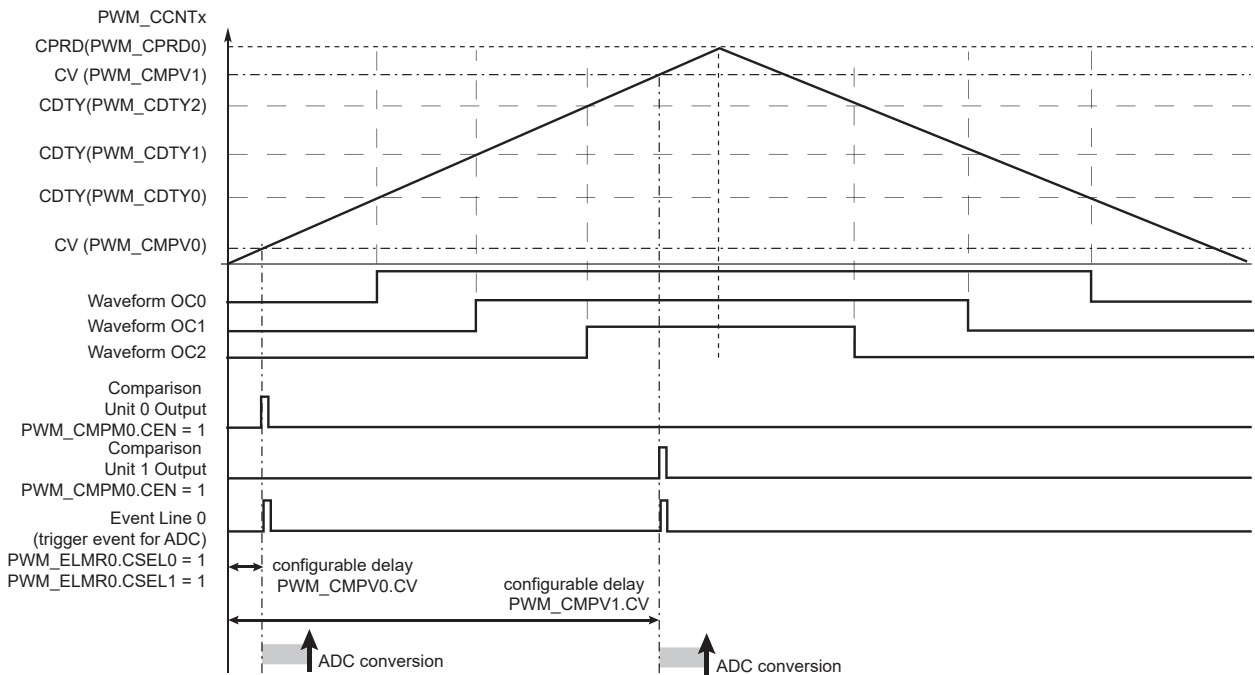 PWM_CCNTx
CPRD(PWM_CPRD0)
CV (PWM_CMPV1)
CDTY(PWM_CDTY2)
CDTY(PWM_CDTY1)
CDTY(PWM_CDTY0)
CV (PWM_CMPV0)
Waveform OC0
Waveform OC1
Waveform OC2
Comparison
Unit 0 Output
PWM_CMPM0.CEN = 1
Comparison
Unit 1 Output
PWM_CMPM0.CEN = 1
Event Line 0
(trigger event for ADC)
PWM_ELMR0.CSEL0 = 1
PWM_ELMR0.CSEL1 = 1
configurable delay
PWM_CMPV0.CV
configurable delay
PWM_CMPV1.CV
ADC conversion
ADC conversion